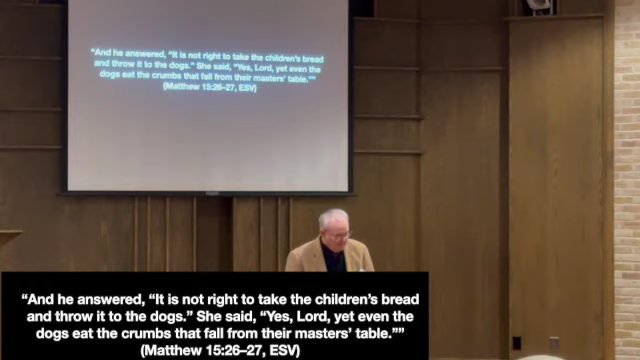 “And he answered, “It is not right to take the children’s bread
and throw it to the dogs.” She said, “Yes, Lord, yet even the
dogs eat the crumbs that fall from their masters’ table.””
(Matthew 15:26–27, ESV)
“And he answered, “It is not right to take the children’s bread
and throw it to the dogs.” She said, “Yes, Lord, yet even the
dogs eat the crumbs that fall from their masters’ table.””
(Matthew 15:26–27, ESV)